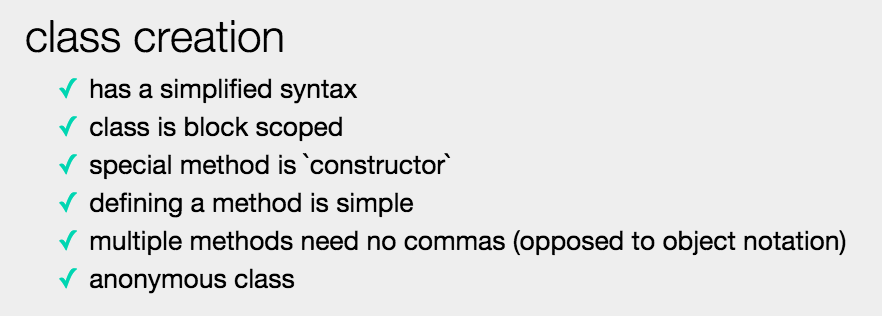 class creation
✓ has a simplified syntax
✓ class is block scoped
✓ special method is `constructor`
✓ defining a method is simple
✓ multiple methods need no commas (opposed to object notation)
✓ anonymous class